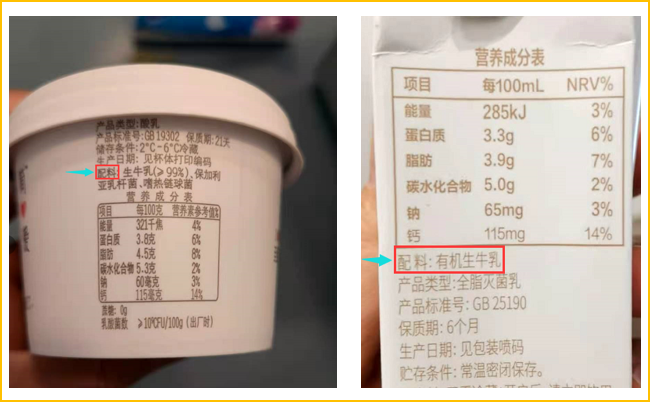 产品类型: 酸乳
产品标准号: GB 19302 保质期: 21天
储存条件: 2°C-6°C冷藏
生产日期: 见杯体打印编码
配料: 生牛乳(≥99%)、保加利
亚乳杆菌、嗜热链球菌
营养成分表
项目 每100克 营养素参考值%
能量 321千焦 4%
蛋白质 3.8克 6%
脂肪 4.5克 8%
碳水化合物 5.3克 2%
钠 60毫克 3%
钙 115毫克 14%
蔗糖: 0g
乳酸菌数 ≥10⁶CFU/100g (出厂时)
爱
营养成分表
项目 每100mL NRV%
能量 285kJ 3%
蛋白质 3.3g 6%
脂肪 3.9g 7%
碳水化合物 5.0g 2%
钠 65mg 3%
钙 115mg 14%
配料: 有机生牛乳
产品类型: 全脂灭菌乳
产品标准号: GB 25190
保质期: 6个月
生产日期: 见包装喷码
贮存条件: 常温密闭保存。